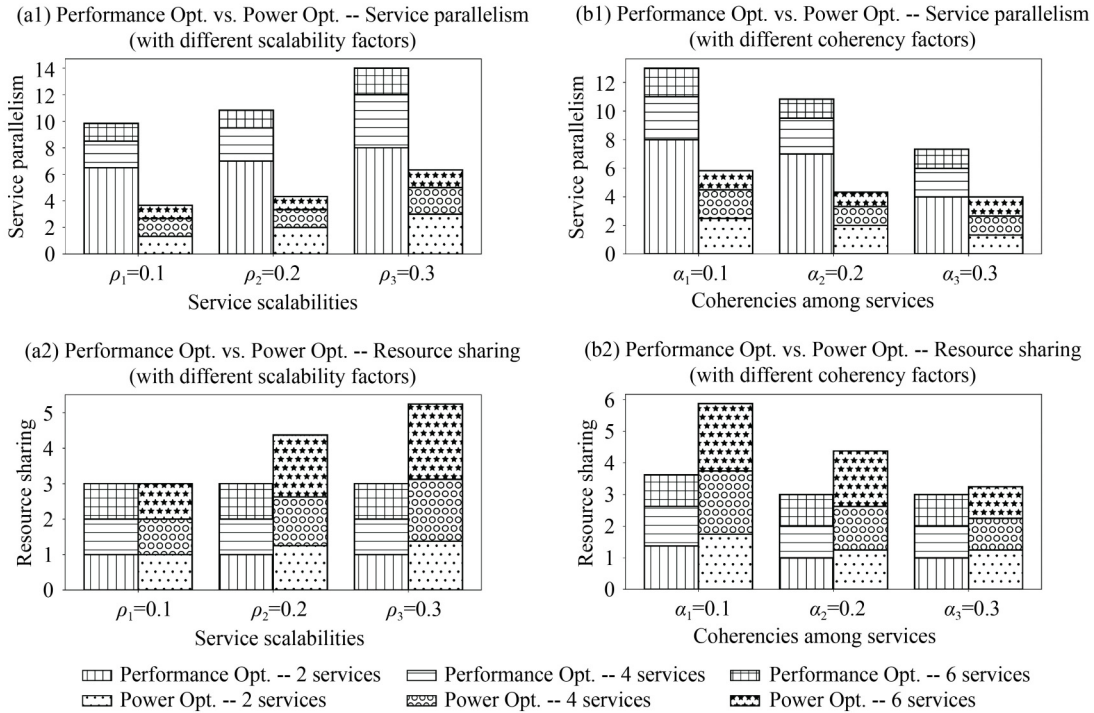 (a1) Performance Opt. vs. Power Opt. -- Service parallelism
(with different scalability factors)
Service parallelism
14
12
10
8
6
4
2
0
ρ1=0.1
ρ2=0.2
ρ3=0.3
Service scalabilities
(b1) Performance Opt. vs. Power Opt. -- Service parallelism
(with different coherency factors)
Service parallelism
12
10
8
6
4
2
0
α1=0.1
α2=0.2
α3=0.3
Coherencies among services
(a2) Performance Opt. vs. Power Opt. -- Resource sharing
(with different scalability factors)
Resource sharing
5
4
3
2
1
0
ρ1=0.1
ρ2=0.2
ρ3=0.3
Service scalabilities
(b2) Performance Opt. vs. Power Opt. -- Resource sharing
(with different coherency factors)
Resource sharing
6
5
4
3
2
1
0
α1=0.1
α2=0.2
α3=0.3
Coherencies among services
Performance Opt. -- 2 services
Performance Opt. -- 4 services
Performance Opt. -- 6 services
Power Opt. -- 2 services
Power Opt. -- 4 services
Power Opt. -- 6 services